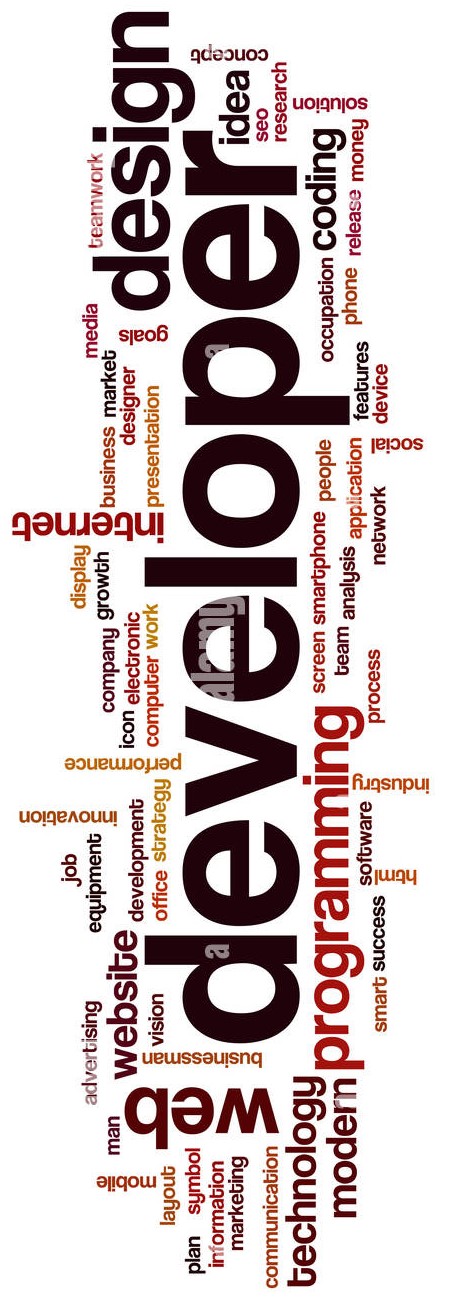 developer
design
programming
web
internet
website
technology
modern
coding
idea
concept
seo
research
solution
money
release
phone
occupation
teamwork
media
goals
market
designer
business
presentation
features
device
social
people
application
network
smartphone
analysis
screen
team
process
display
growth
company
electronic
work
computer
icon
performance
strategy
innovation
development
office
job
equipment
industry
software
html
success
smart
advertising
vision
businessman
man
mobile
layout
symbol
plan
information
marketing
communication
alamy
a
a
a